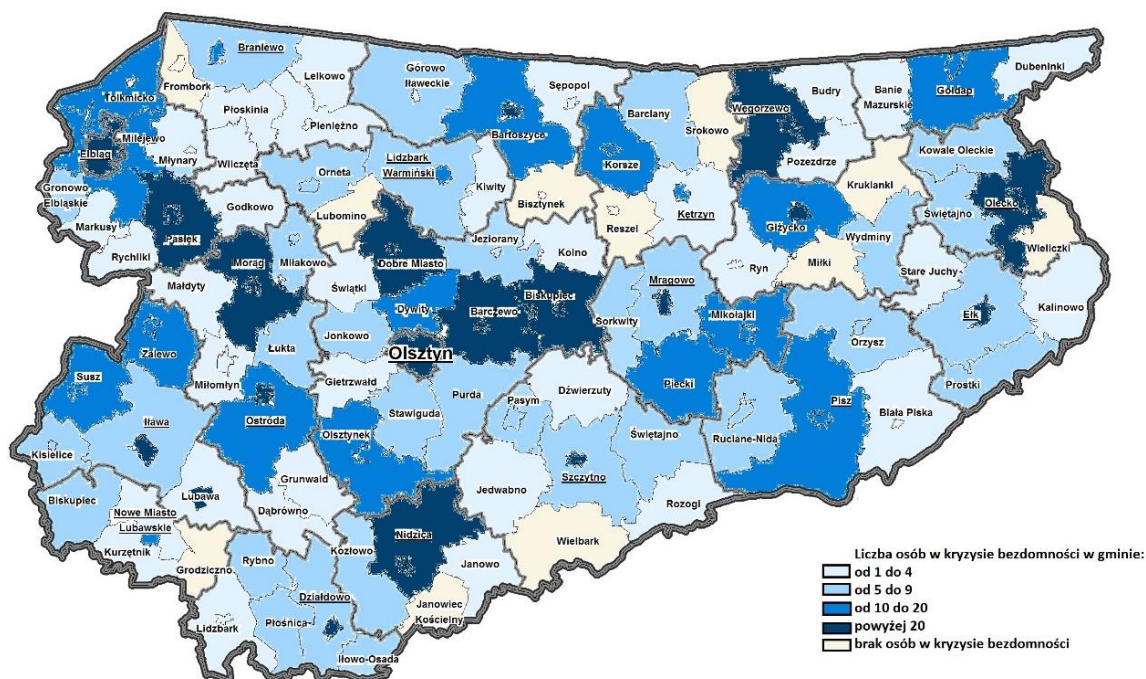 Braniewo
Lelkowo
Górowo
Iławeckie
Sępopol
Dubeninki
Frombork
Tolkmicko
Płoskinia
Pieniężno
Bartoszyce
Barciany
Srokowo
Węgorzewo
Budry
Banie
Mazurskie
Gołdap
Milejewo
Elbląg
Młynary
Wilczęta
Orneta
Lidzbark
Warmiński
Kiwity
Korsze
Pozezdrze
Kowale Oleckie
Gronowo
Elbląskie
Markusy
Pasłęk
Godkowo
Lubomino
Bisztynek
Reszel
Kętrzyn
Giżycko
Kruklanki
Świętajno
Olecko
Wieliczki
Rychliki
Morąg
Miłakowo
Dobre Miasto
Jeziorany
Kolno
Ryn
Miłki
Wydminy
Stare Juchy
Kalinowo
Małdyty
Świątki
Dywity
Barczewo
Biskupiec
Mrągowo
Sorkwity
Mikołajki
Orzysz
Ełk
Prostki
Zalewo
Łukta
Jonkowo
Olsztyn
Susz
Miłomłyn
Gietrzwałd
Purda
Dźwierzuty
Piecki
Pisz
Biała Piska
Iława
Ostróda
Olsztynek
Stawiguda
Pasym
Świętajno
Ruciane-Nida
Kisielice
Szczytno
Biskupiec
Lubawa
Grunwald
Dąbrówno
Jedwabno
Rozogi
Nowe Miasto
Lubawskie
Kurzętnik
Grodziczno
Rybno
Kozłowo
Nidzica
Wielbark
Janowo
Działdowo
Janowiec
Kościelny
Lidzbark
Płośnica
Iłowo-Osada
Liczba osób w kryzysie bezdomności w gminie:
od 1 do 4
od 5 do 9
od 10 do 20
powyżej 20
brak osób w kryzysie bezdomności